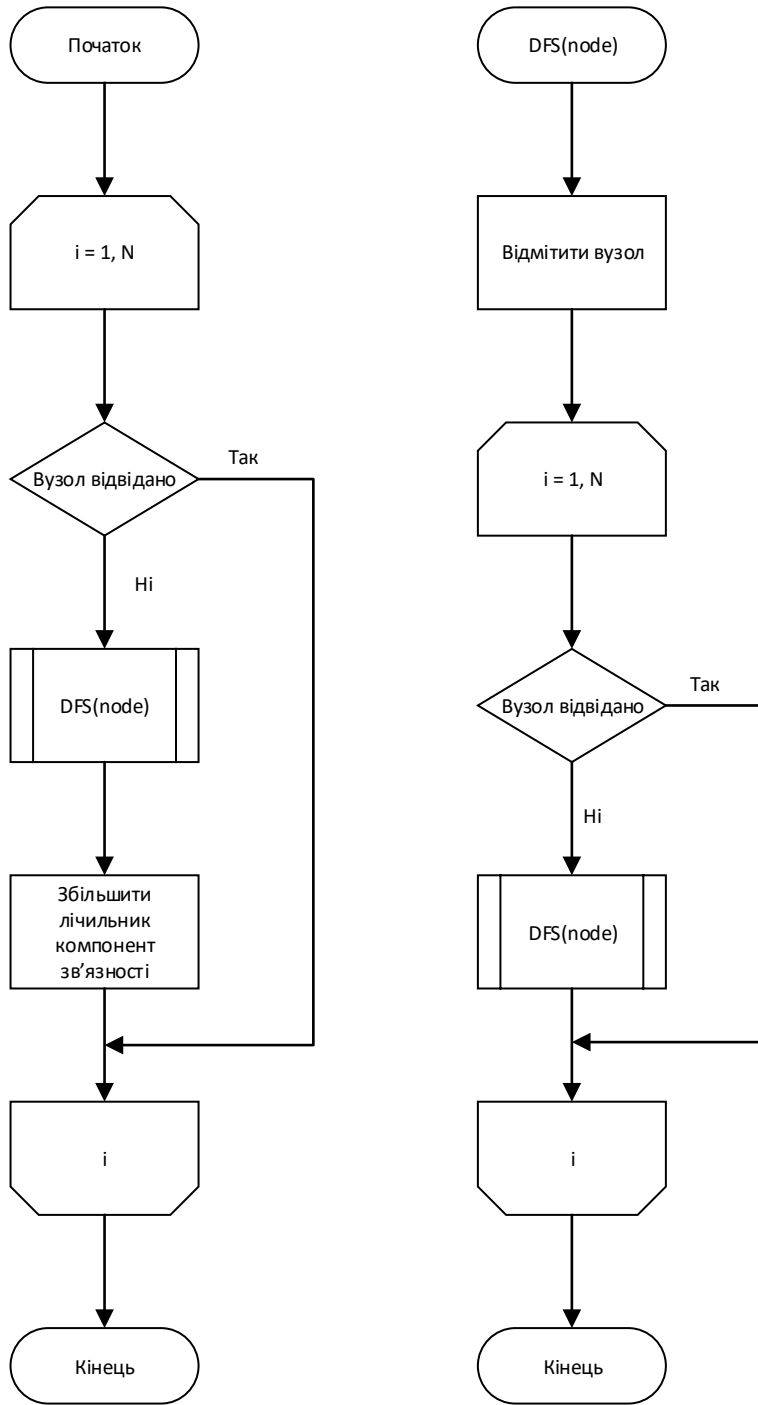 Початок
i = 1, N
Вузол відвідано
Так
Ні
DFS(node)
Збільшити
лічильник
компонент
зв’язності
i
Кінець
DFS(node)
Відмітити вузол
i = 1, N
Вузол відвідано
Так
Ні
DFS(node)
i
Кінець